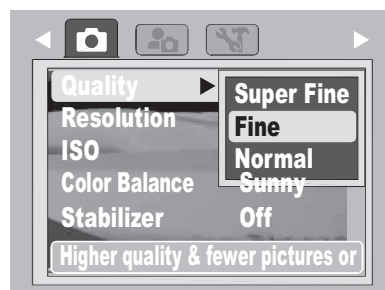 Quality
Super Fine
Resolution
Fine
ISO
Normal
Color Balance
Sunny
Stabilizer
Off
Higher quality & fewer pictures or